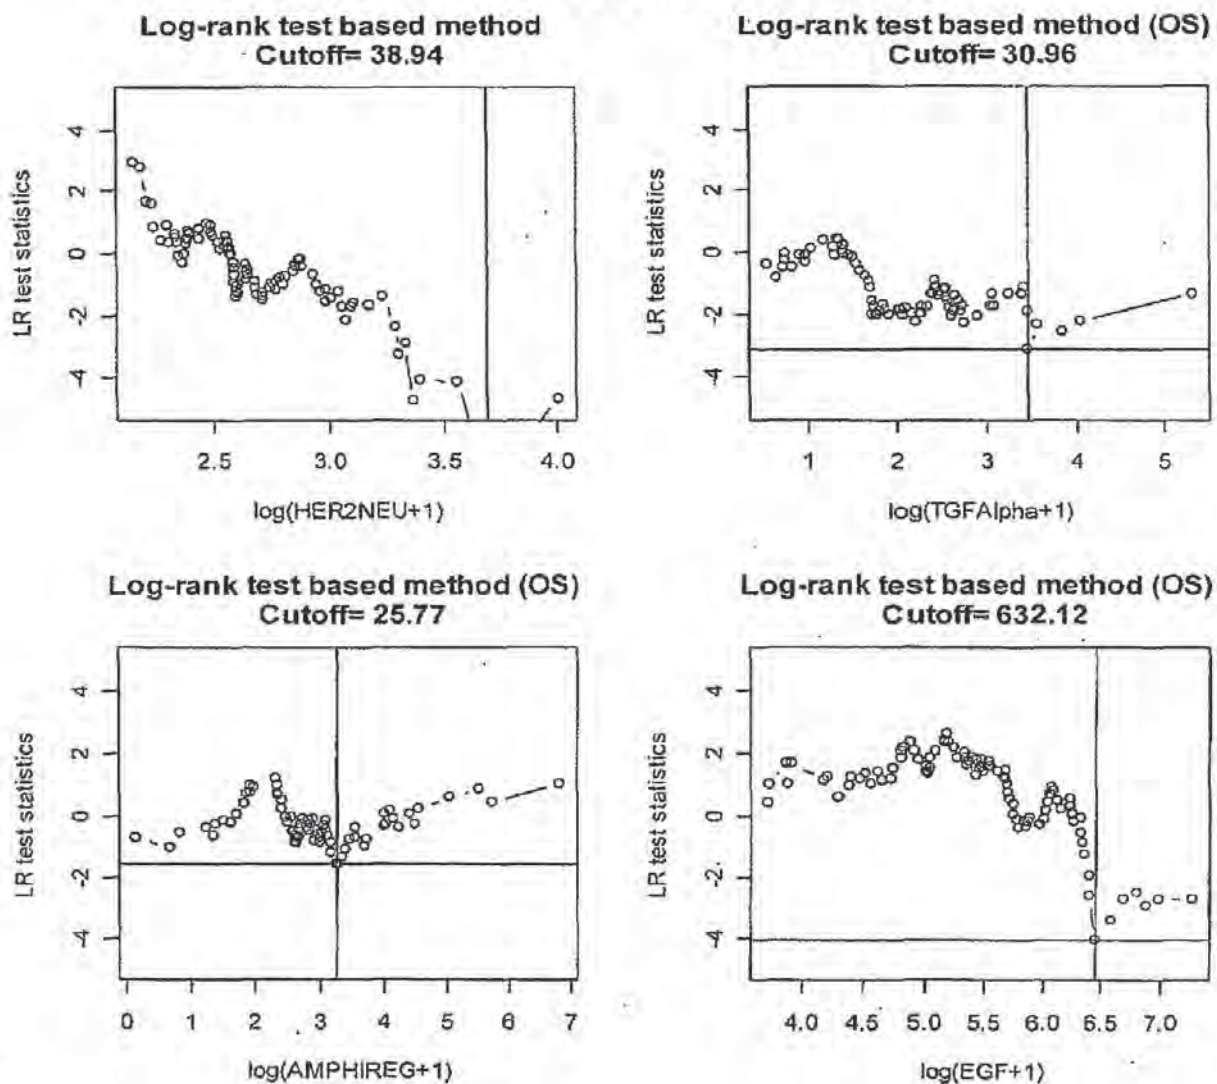 Log-rank test based method
Cutoff= 38.94
LR test statistics
4
2
0
-2
-4
2.5 3.0 3.5 4.0
log(HER2NEU+1)
Log-rank test based method (OS)
Cutoff= 30.96
LR test statistics
4
2
0
-2
-4
1 2 3 4 5
log(TGFAlpha+1)
Log-rank test based method (OS)
Cutoff= 25.77
LR test statistics
4
2
0
-2
-4
0 1 2 3 4 5 6 7
log(AMPHIREG+1)
Log-rank test based method (OS)
Cutoff= 632.12
LR test statistics
4
2
0
-2
-4
4.0 4.5 5.0 5.5 6.0 6.5 7.0
log(EGF+1)